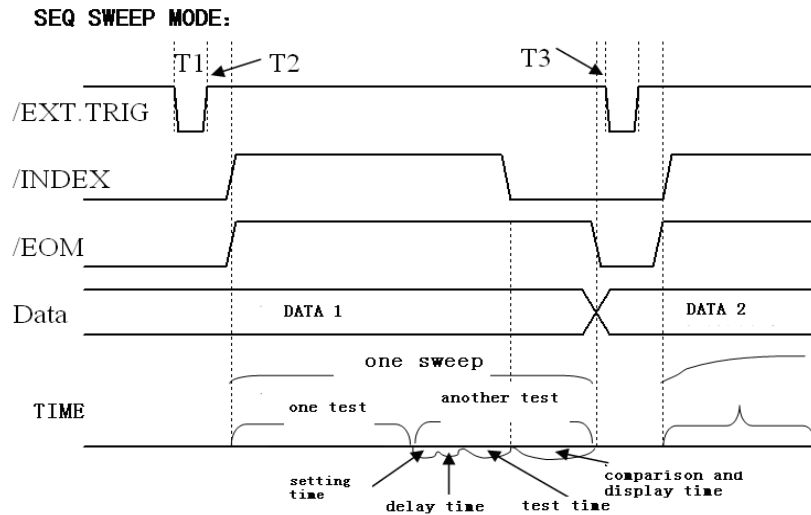 SEQ SWEEP MODE:
T1
T2
T3
/EXT.TRIG
/INDEX
/EOM
Data
DATA 1
DATA 2
one sweep
TIME
one test
another test
setting
time
delay time
test time
comparison and
display time